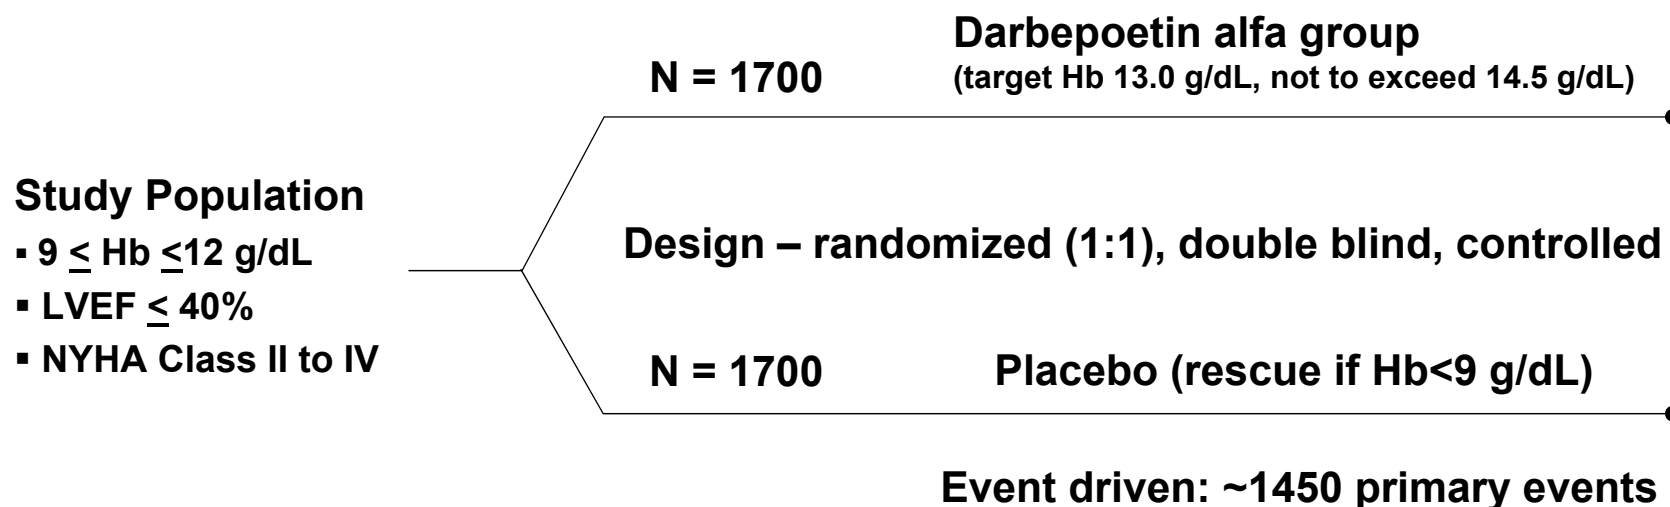 Darbepoetin alfa group
N = 1700
(target Hb 13.0 g/dL, not to exceed 14.5 g/dL)
Study Population
▪ 9 ≤ Hb ≤12 g/dL
▪ LVEF ≤ 40%
▪ NYHA Class II to IV
Design – randomized (1:1), double blind, controlled
N = 1700
Placebo (rescue if Hb<9 g/dL)
Event driven: ~1450 primary events